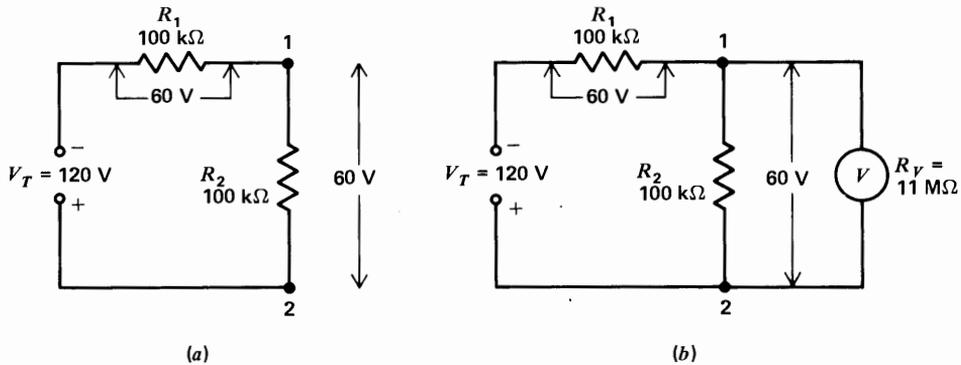 R1
100 kΩ
1
60 V
−
VT = 120 V
+
R2
100 kΩ
60 V
2
(a)
R1
100 kΩ
1
60 V
−
VT = 120 V
+
R2
100 kΩ
60 V
V
RV =
11 MΩ
2
(b)